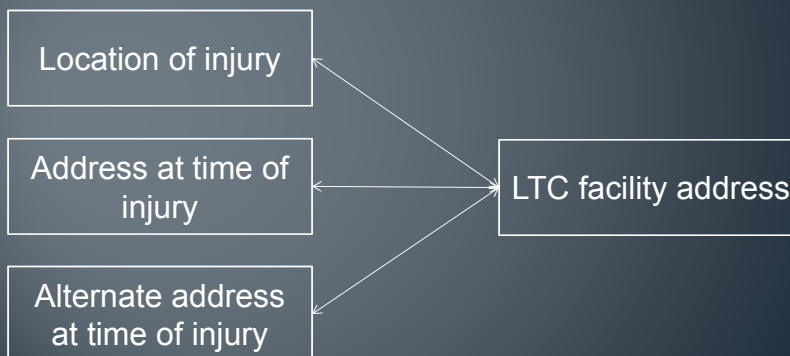 Location of injury
Address at time of
injury
LTC facility address
Alternate address
at time of injury